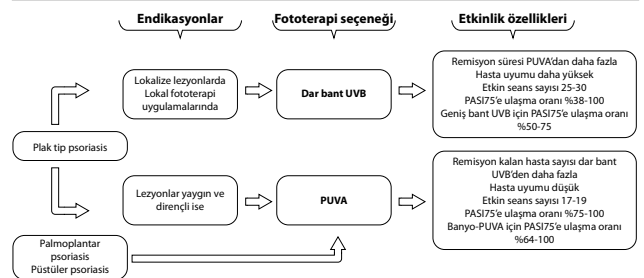 Endikasyonlar
Fototerapi seçeneği
Etkinlik özellikleri
Lokalize lezyonlarda
Lokal fototerapi
uygulamalarında
Dar bant UVB
Remisyon süresi PUVA'dan daha fazla
Hasta uyumu daha yüksek
Etkin seans sayısı 25-30
PASI75'e ulaşma oranı %38-100
Geniş bant UVB için PASI75'e ulaşma oranı
%50-75
Plak tip psoriasis
Lezyonlar yaygın ve
dirençli ise
PUVA
Remisyon kalan hasta sayısı dar bant
UVB'den daha fazla
Hasta uyumu düşük
Etkin seans sayısı 17-19
PASI75'e ulaşma oranı %75-100
Banyo-PUVA için PASI75'e ulaşma oranı
%64-100
Palmoplantar
psoriasis
Püstüler psoriasis